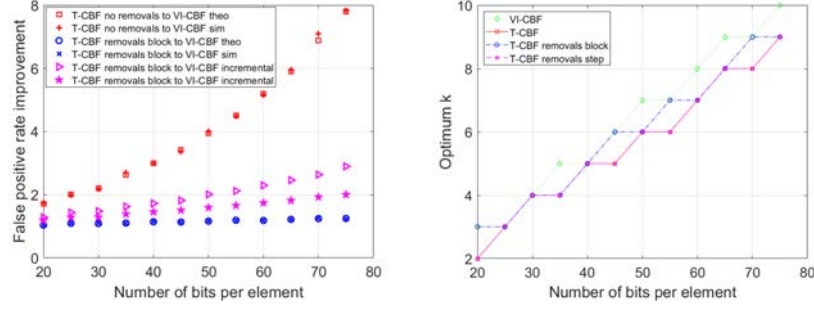 False positive rate improvement
8
6
4
2
0
T-CBF no removals to VI-CBF theo
T-CBF no removals to VI-CBF sim
T-CBF removals block to VI-CBF theo
T-CBF removals block to VI-CBF sim
T-CBF removals block to VI-CBF incremental
T-CBF removals block to VI-CBF incremental
20 30 40 50 60 70 80
Number of bits per element
Optimum k
10
8
6
4
2
VI-CBF
T-CBF
T-CBF removals block
T-CBF removals step
20 30 40 50 60 70 80
Number of bits per element